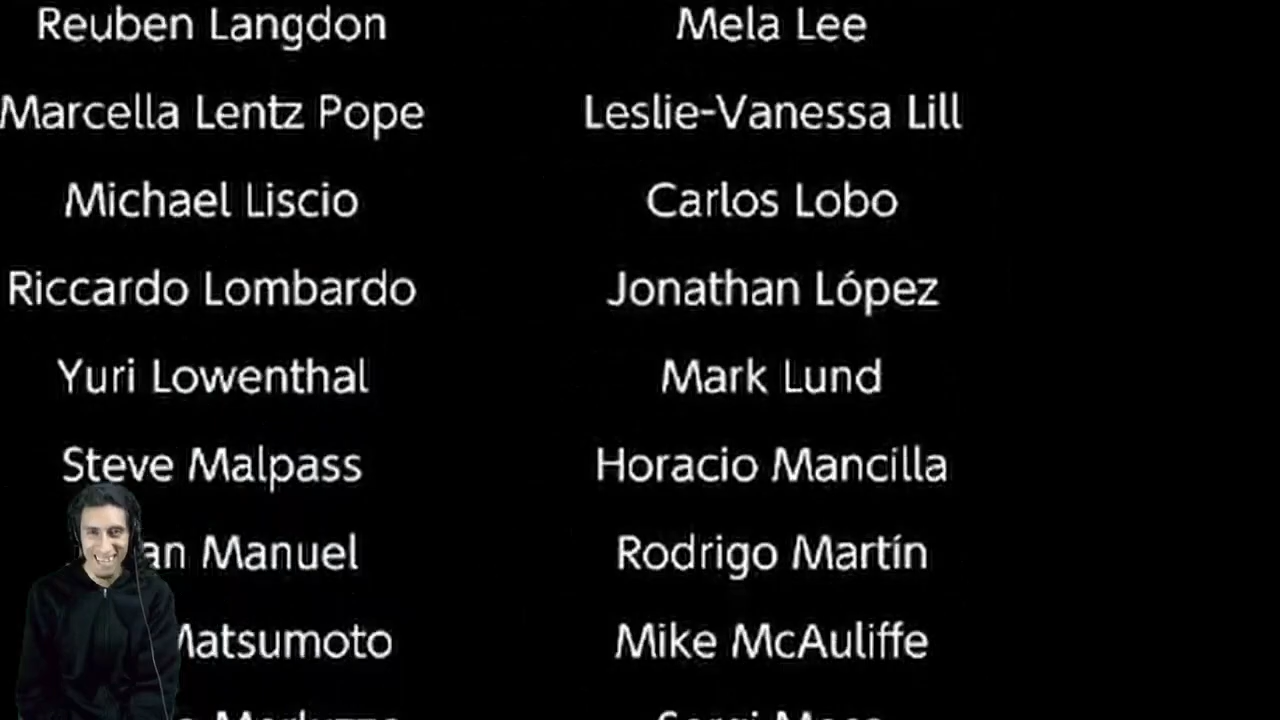 Reuben Langdon Mela Lee
Marcella Lentz Pope Leslie-Vanessa Lill
Michael Liscio Carlos Lobo
Riccardo Lombardo Jonathan López
Yuri Lowenthal Mark Lund
Steve Malpass Horacio Mancilla
Manuel Rodrigo Martín
Matsumoto Mike McAuliffe